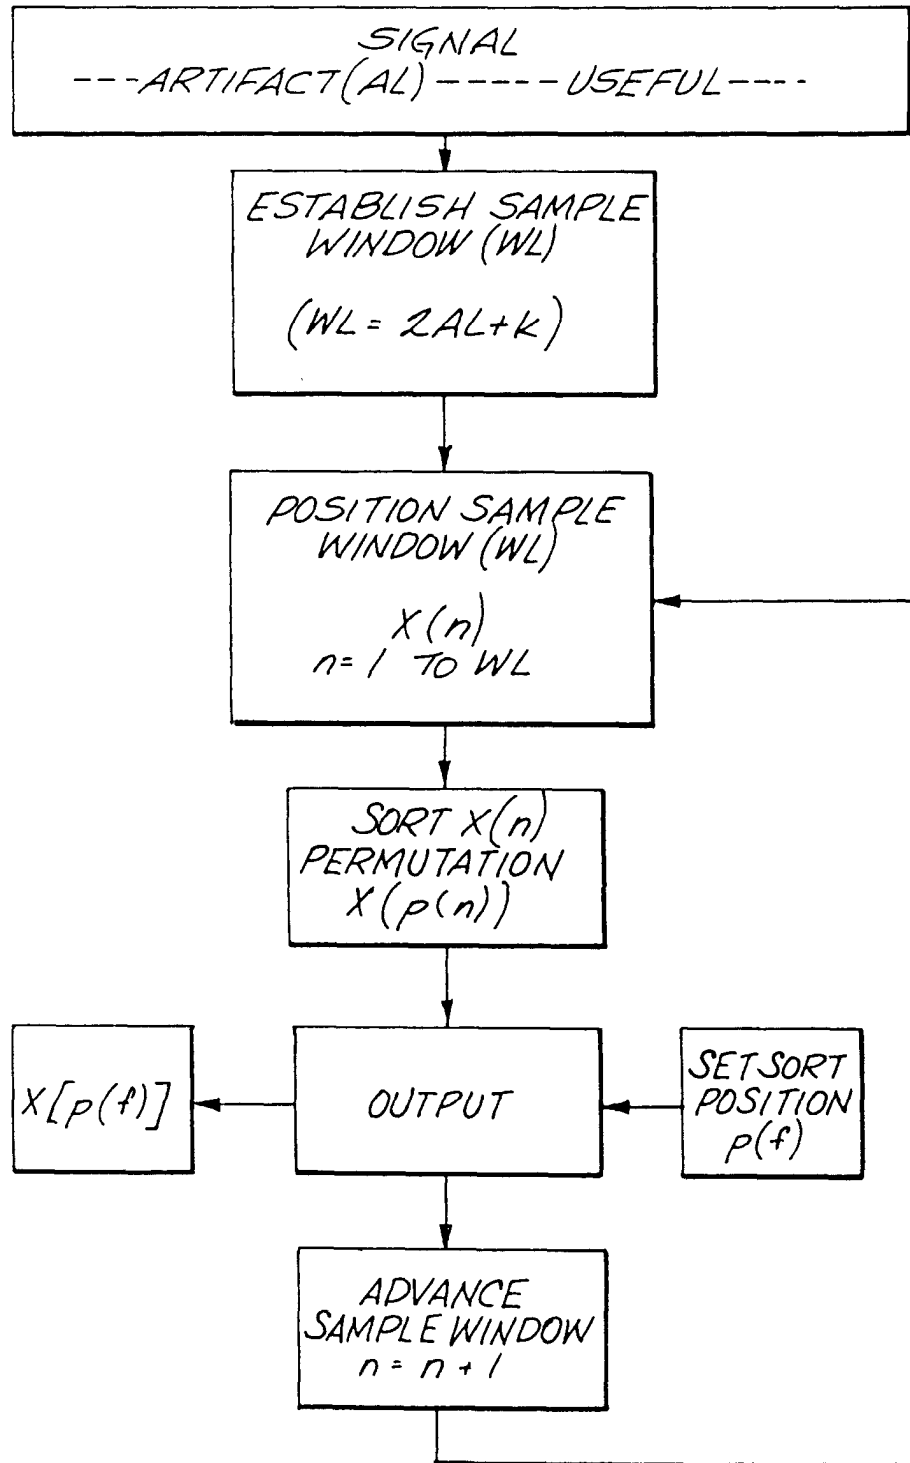 SIGNAL
---ARTIFACT(AL)-----USEFUL----
ESTABLISH SAMPLE
WINDOW (WL)
(WL = 2AL+k)
POSITION SAMPLE
WINDOW (WL)
X(n)
n=1 TO WL
SORT X(n)
PERMUTATION
X(p(n))
X[p(f)]
OUTPUT
SET SORT
POSITION
p(f)
ADVANCE
SAMPLE WINDOW
n = n + 1